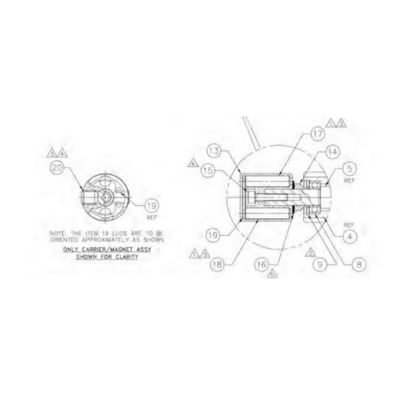 13
17
14
15
5
REF
20
19
REF
NOTE: THE ITEM 19 LUGS ARE TO BE
ORIENTED APPROXIMATELY AS SHOWN
ONLY CARRIER/MAGNET ASSY
SHOWN FOR CLARITY
REF
19
4
18
16
9
8